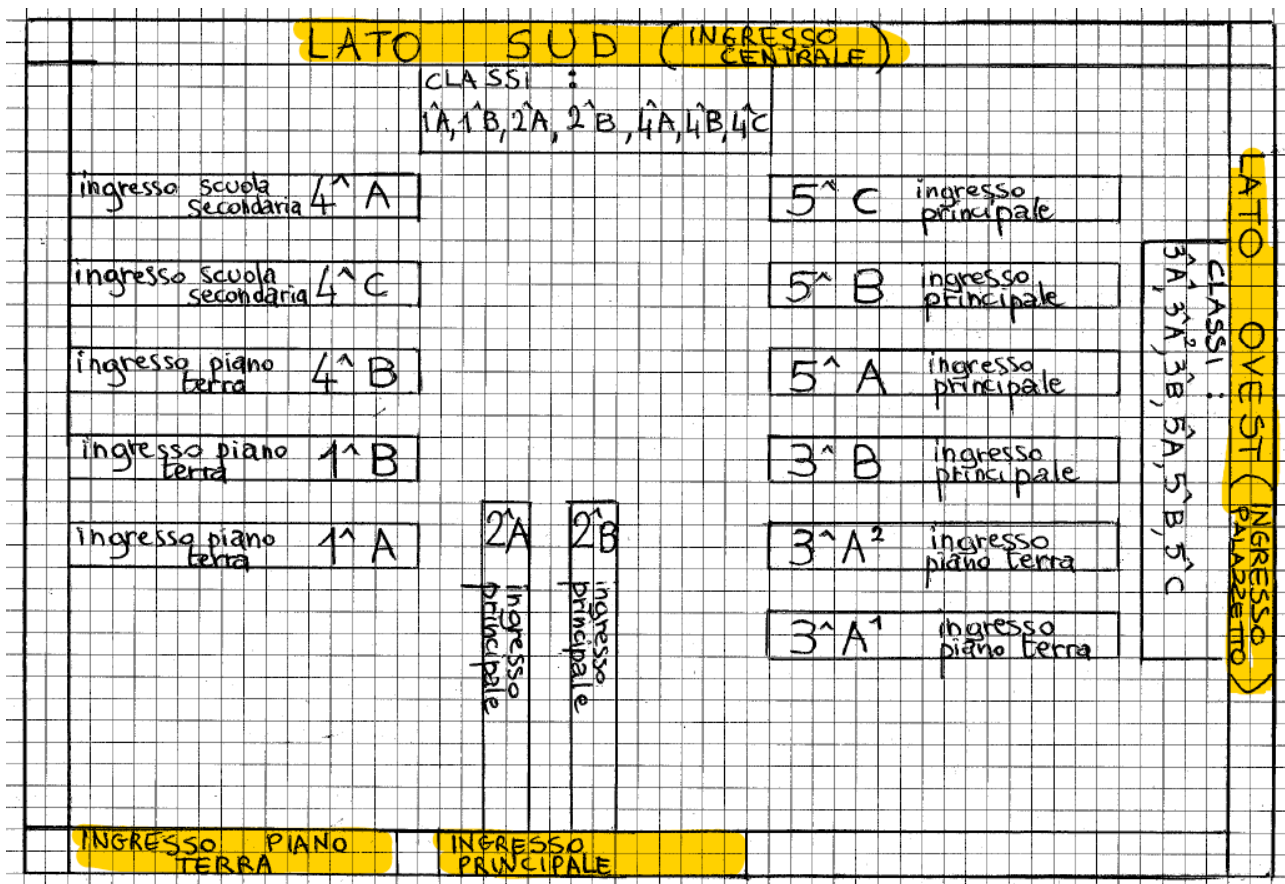 LATO SUD (INGRESSO CENTRALE)
CLASSI :
1^A, 1^B, 2^A, 2^B, 4^A, 4^B, 4^C
ingresso scuola secondaria 4^ A
ingresso scuola secondaria 4^ C
ingresso piano terra 4^ B
ingresso piano terra 1^ B
ingresso piano terra 1^ A
2^A ingresso principale
2^B ingresso principale
5^ C ingresso principale
5^ B ingresso principale
5^ A ingresso principale
3^ B ingresso principale
3^ A² ingresso piano terra
3^ A¹ ingresso piano terra
LATO OVEST (INGRESSO PALAZZETTO)
CLASSI :
3^A¹, 3^A², 3^B, 5^A, 5^B, 5^C
INGRESSO PIANO TERRA
INGRESSO PRINCIPALE